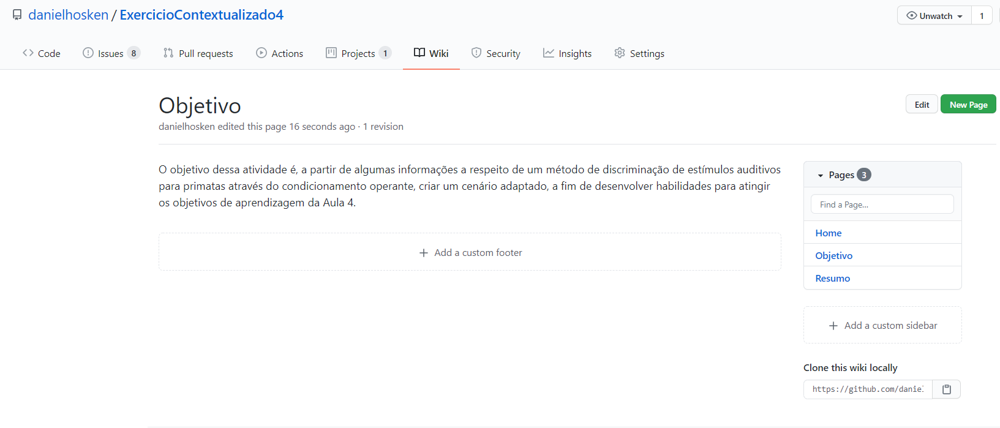 danielhosken / ExercicioContextualizado4
Unwatch 1
Code Issues 8 Pull requests Actions Projects 1 Wiki Security Insights Settings
Objetivo
Edit New Page
danielhosken edited this page 16 seconds ago · 1 revision
O objetivo dessa atividade é, a partir de algumas informações a respeito de um método de discriminação de estímulos auditivos
para primatas através do condicionamento operante, criar um cenário adaptado, a fim de desenvolver habilidades para atingir
os objetivos de aprendizagem da Aula 4.
+ Add a custom footer
Pages 3
Find a Page...
Home
Objetivo
Resumo
+ Add a custom sidebar
Clone this wiki locally
https://github.com/danie